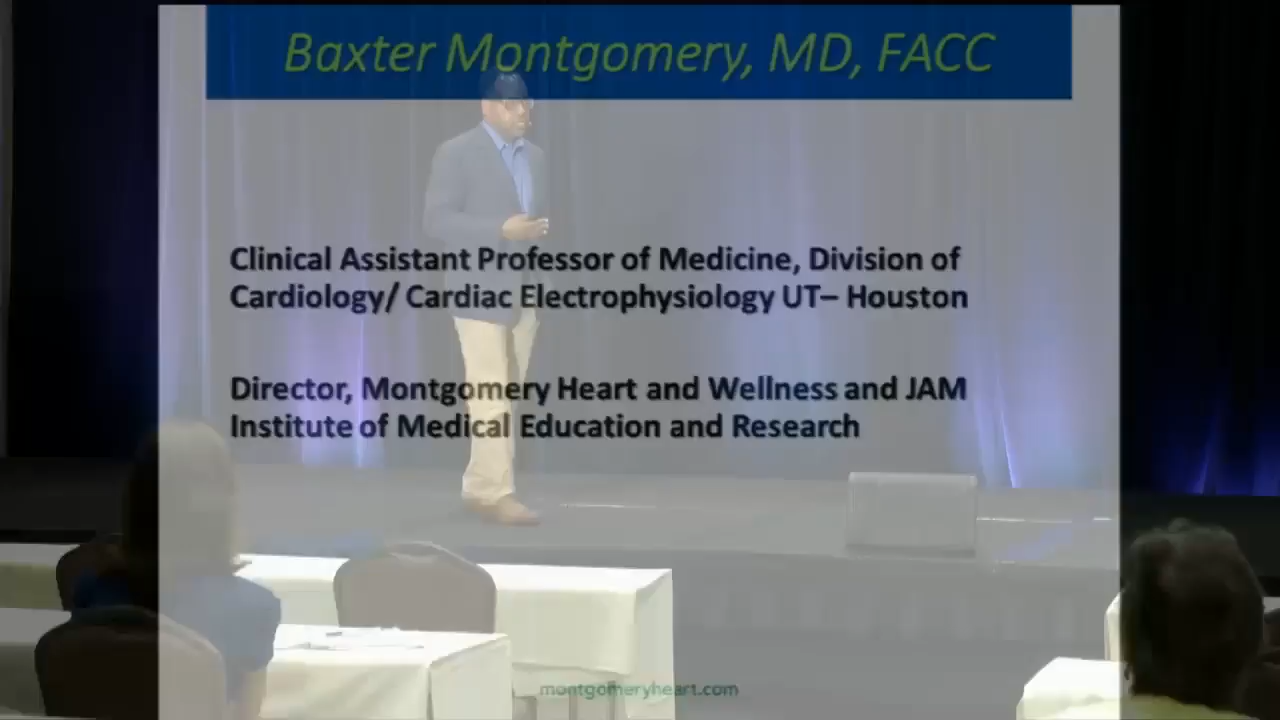 Baxter Montgomery, MD, FACC
Clinical Assistant Professor of Medicine, Division of
Cardiology/ Cardiac Electrophysiology UT– Houston
Director, Montgomery Heart and Wellness and JAM
Institute of Medical Education and Research
montgomeryheart.com